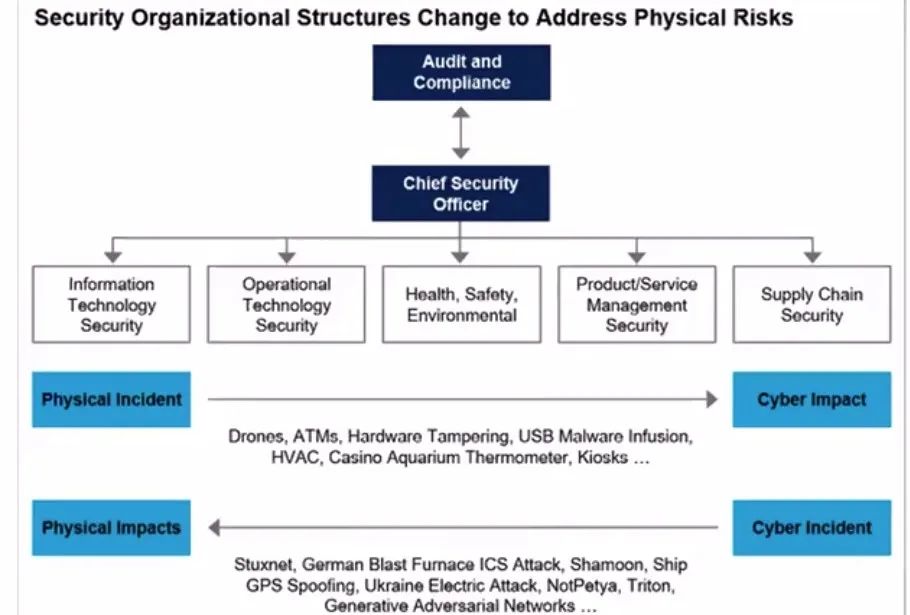 Security Organizational Structures Change to Address Physical Risks
Audit and
Compliance
Chief Security
Officer
Information
Technology
Security
Operational
Technology
Security
Health, Safety,
Environmental
Product/Service
Management
Security
Supply Chain
Security
Physical Incident
Cyber Impact
Drones, ATMs, Hardware Tampering, USB Malware Infusion,
HVAC, Casino Aquarium Thermometer, Kiosks ...
Physical Impacts
Cyber Incident
Stuxnet, German Blast Furnace ICS Attack, Shamoon, Ship
GPS Spoofing, Ukraine Electric Attack, NotPetya, Triton,
Generative Adversarial Networks ...